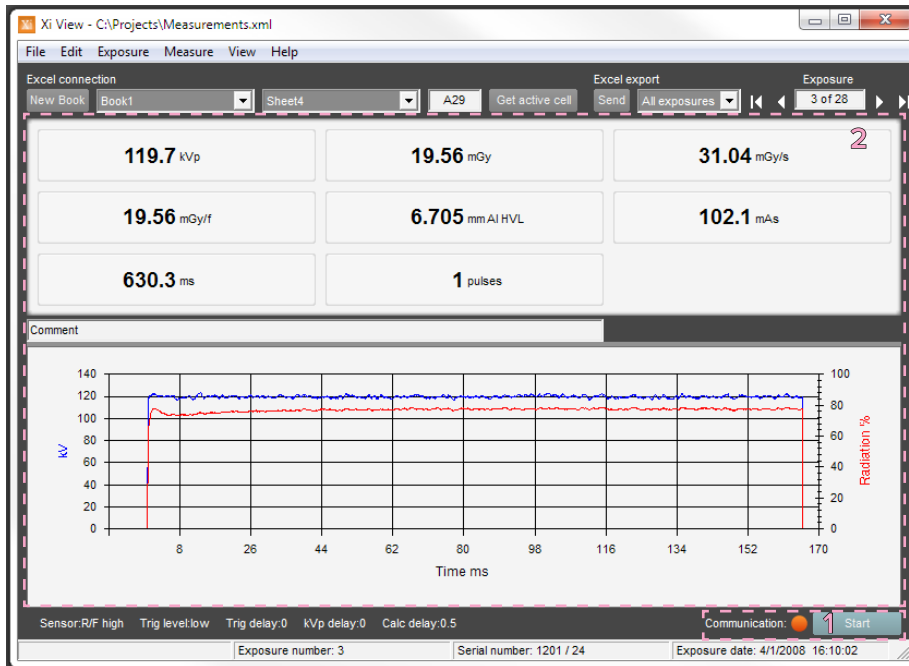 Xi View - C:\Projects\Measurements.xml
File Edit Exposure Measure View Help
Excel connection Excel export Exposure
New Book Book1 Sheet4 A29 Get active cell Send All exposures 3 of 28
2
119.7 kVp 19.56 mGy 31.04 mGy/s
19.56 mGy/f 6.705 mm Al HVL 102.1 mAs
630.3 ms 1 pulses
Comment
140 100
120
100 80
80
60 60
40 40
20 20
0 0
kV
Radiation %
8 26 44 62 80 98 116 134 152 170
Time ms
Sensor:R/F high Trig level:low Trig delay:0 kVp delay:0 Calc delay:0.5 Communication: 1 Start
Exposure number: 3 Serial number: 1201 / 24 Exposure date: 4/1/2008 16:10:02